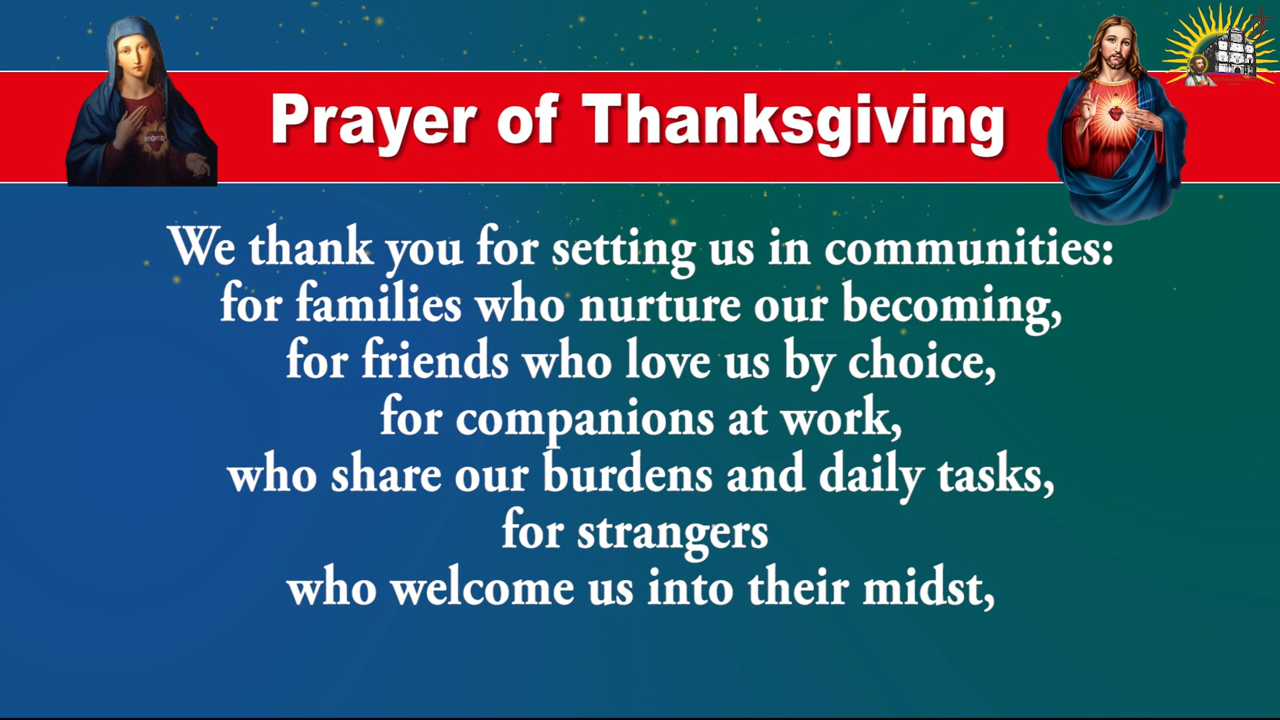 Prayer of Thanksgiving
We thank you for setting us in communities:
for families who nurture our becoming,
for friends who love us by choice,
for companions at work,
who share our burdens and daily tasks,
for strangers
who welcome us into their midst,